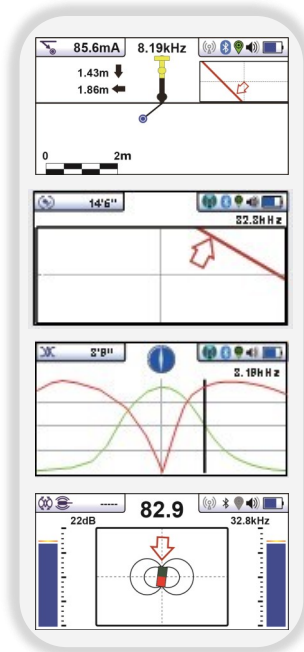 85.6mA 8.19kHz
1.43m
1.86m
0 2m
14'6"
32.8kHz
2'8"
8.19kHz
----- 82.9
22dB 32.8kHz